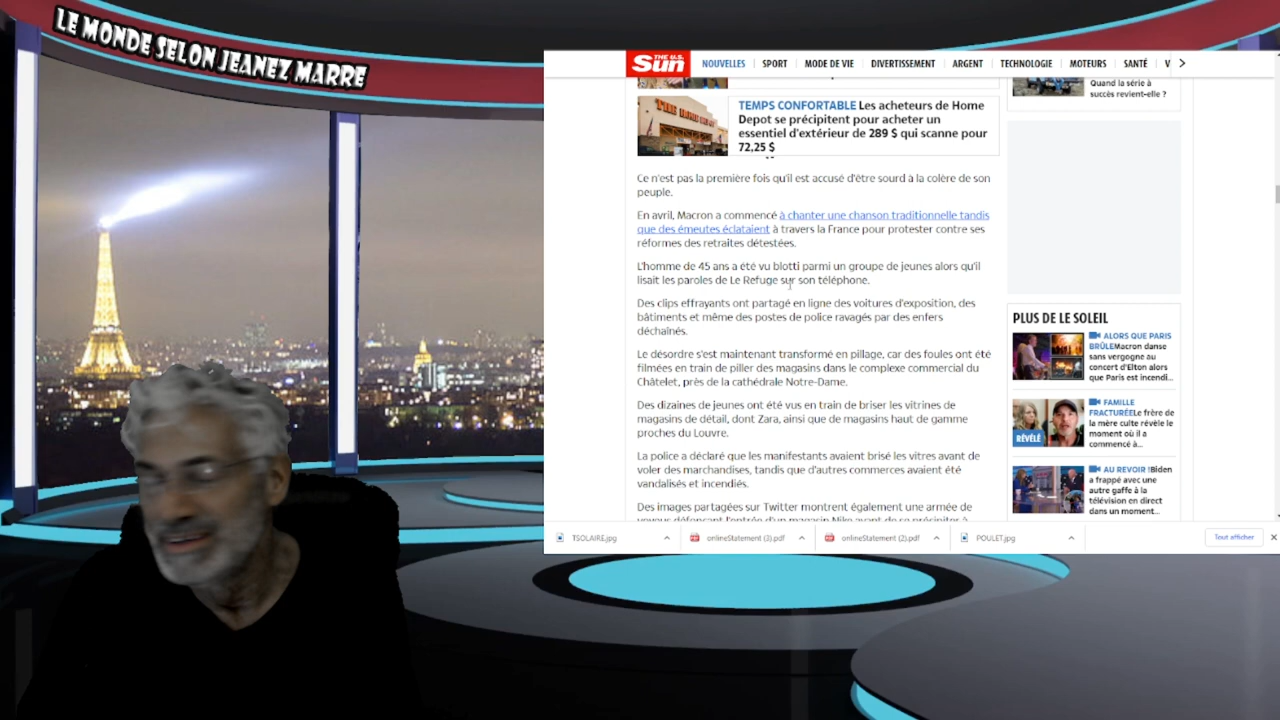 LE MONDE SELON JEANEZ MARRE
THE U.S.
Sun
NOUVELLES
SPORT
MODE DE VIE
DIVERTISSEMENT
ARGENT
TECHNOLOGIE
MOTEURS
SANTÉ
V
TEMPS CONFORTABLE Les acheteurs de Home
Depot se précipitent pour acheter un
essentiel d'extérieur de 289 $ qui scanne pour
72,25 $
Ce n'est pas la première fois qu'il est accusé d'être sourd à la colère de son
peuple.
En avril, Macron a commencé à chanter une chanson traditionnelle tandis
que des émeutes éclataient à travers la France pour protester contre ses
réformes des retraites détestées.
L'homme de 45 ans a été vu blotti parmi un groupe de jeunes alors qu'il
lisait les paroles de Le Refuge sur son téléphone.
Des clips effrayants ont partagé en ligne des voitures d'exposition, des
bâtiments et même des postes de police ravagés par des enfers
déchaînés.
Le désordre s'est maintenant transformé en pillage, car des foules ont été
filmées en train de piller des magasins dans le complexe commercial du
Châtelet, près de la cathédrale Notre-Dame.
Des dizaines de jeunes ont été vus en train de briser les vitrines de
magasins de détail, dont Zara, ainsi que de magasins haut de gamme
proches du Louvre.
La police a déclaré que les manifestants avaient brisé les vitres avant de
voler des marchandises, tandis que d'autres commerces avaient été
vandalisés et incendiés.
Des images partagées sur Twitter montrent également une armée de
voyous défonçant l'entrée d'un magasin Nike avant de se précipiter à
Quand la série à
succès revient-elle ?
PLUS DE LE SOLEIL
ALORS QUE PARIS
BRÛLEMacron danse
sans vergogne au
concert d'Elton alors
que Paris est incendi...
FAMILLE
FRACTURÉELe frère de
la mère culte révèle le
moment où il a
commencé à...
RÉVÉLÉ
AU REVOIR !Biden
a frappé avec une
autre gaffe à la
télévision en direct
dans un moment...
TSOLAIRE.jpg
onlineStatement (3).pdf
onlineStatement (2).pdf
POULET.jpg
Tout afficher